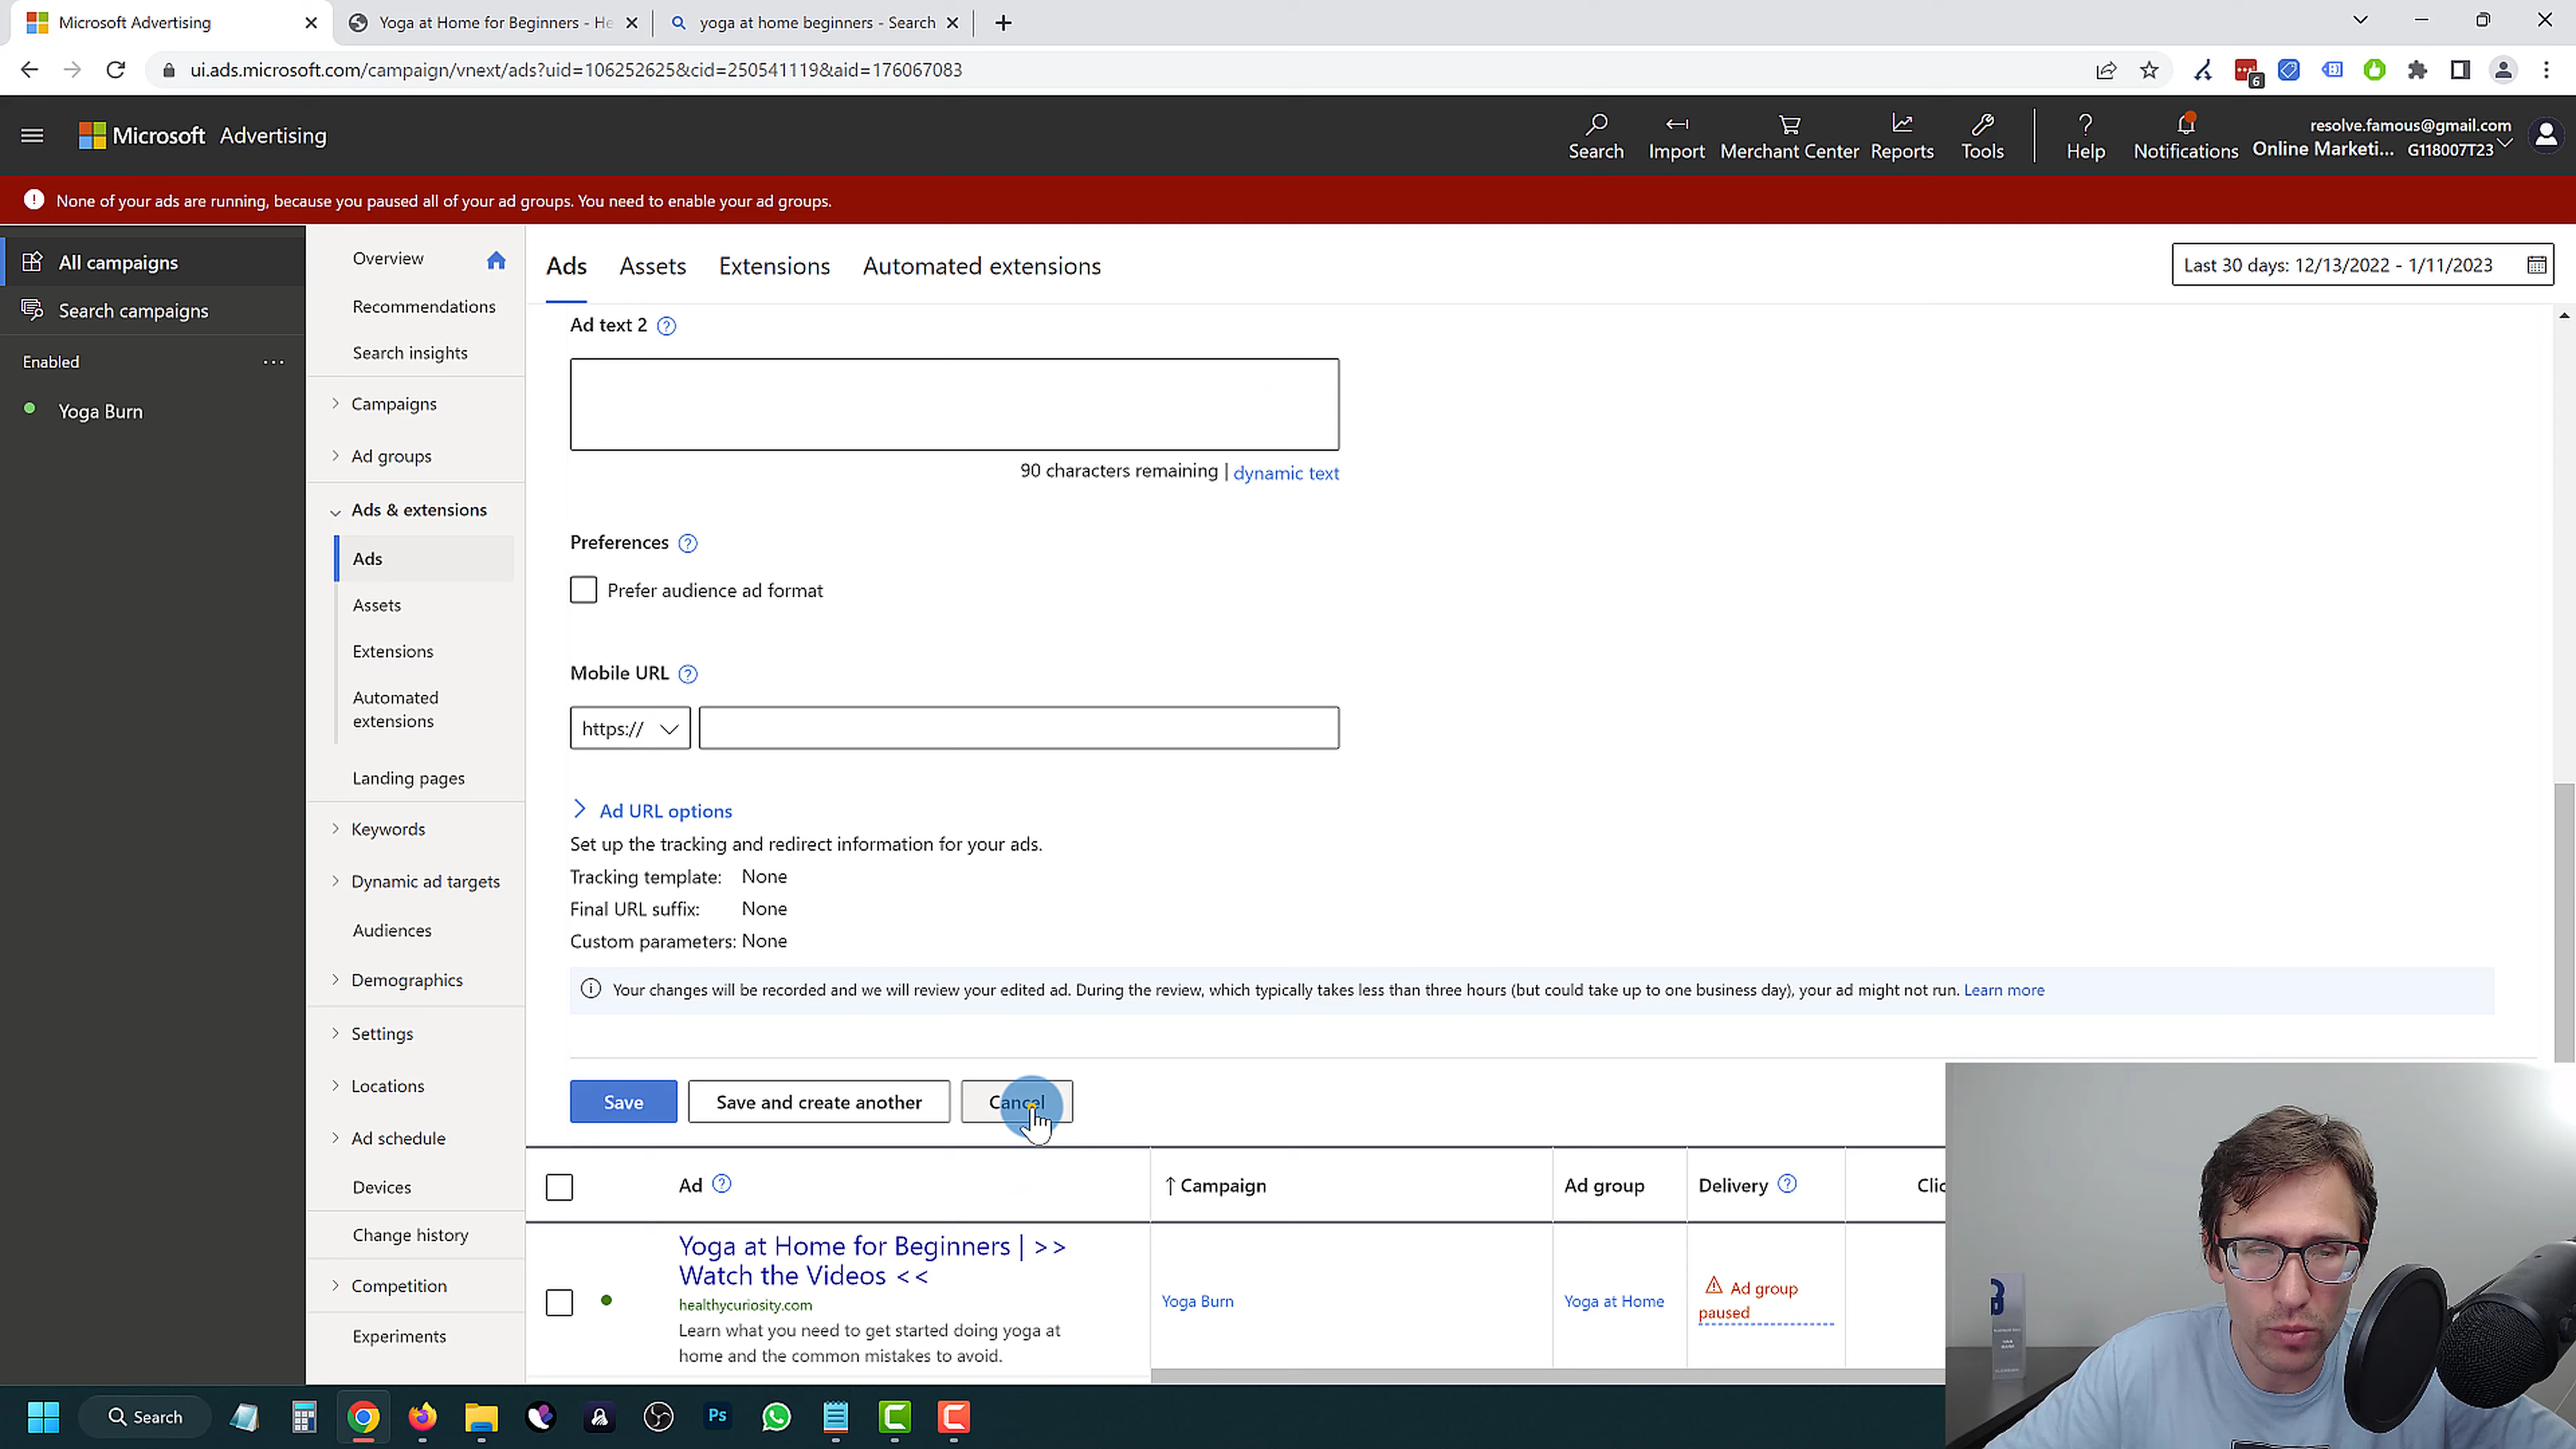 Microsoft Advertising
Yoga at Home for Beginners - He
yoga at home beginners - Search
ui.ads.microsoft.com/campaign/vnext/ads?uid=106252625&cid=250541119&aid=176067083
6
Microsoft Advertising
Search
Import
Merchant Center
Reports
Tools
Help
Notifications
resolve.famous@gmail.com
Online Marketi... G118007T23
None of your ads are running, because you paused all of your ad groups. You need to enable your ad groups.
All campaigns
Search campaigns
Enabled
Yoga Burn
Overview
Recommendations
Search insights
Campaigns
Ad groups
Ads & extensions
Ads
Assets
Extensions
Automated
extensions
Landing pages
Keywords
Dynamic ad targets
Audiences
Demographics
Settings
Locations
Ad schedule
Devices
Change history
Competition
Experiments
Ads Assets Extensions Automated extensions
Last 30 days: 12/13/2022 - 1/11/2023
Ad text 2
90 characters remaining | dynamic text
Preferences
Prefer audience ad format
Mobile URL
https://
Ad URL options
Set up the tracking and redirect information for your ads.
Tracking template: None
Final URL suffix: None
Custom parameters: None
Your changes will be recorded and we will review your edited ad. During the review, which typically takes less than three hours (but could take up to one business day), your ad might not run. Learn more
Save
Save and create another
Cancel
Ad
↑ Campaign
Ad group
Delivery
Clic
Yoga at Home for Beginners | >>
Watch the Videos <<
healthycuriosity.com
Learn what you need to get started doing yoga at
home and the common mistakes to avoid.
Yoga Burn
Yoga at Home
Ad group
paused
Search
Ps